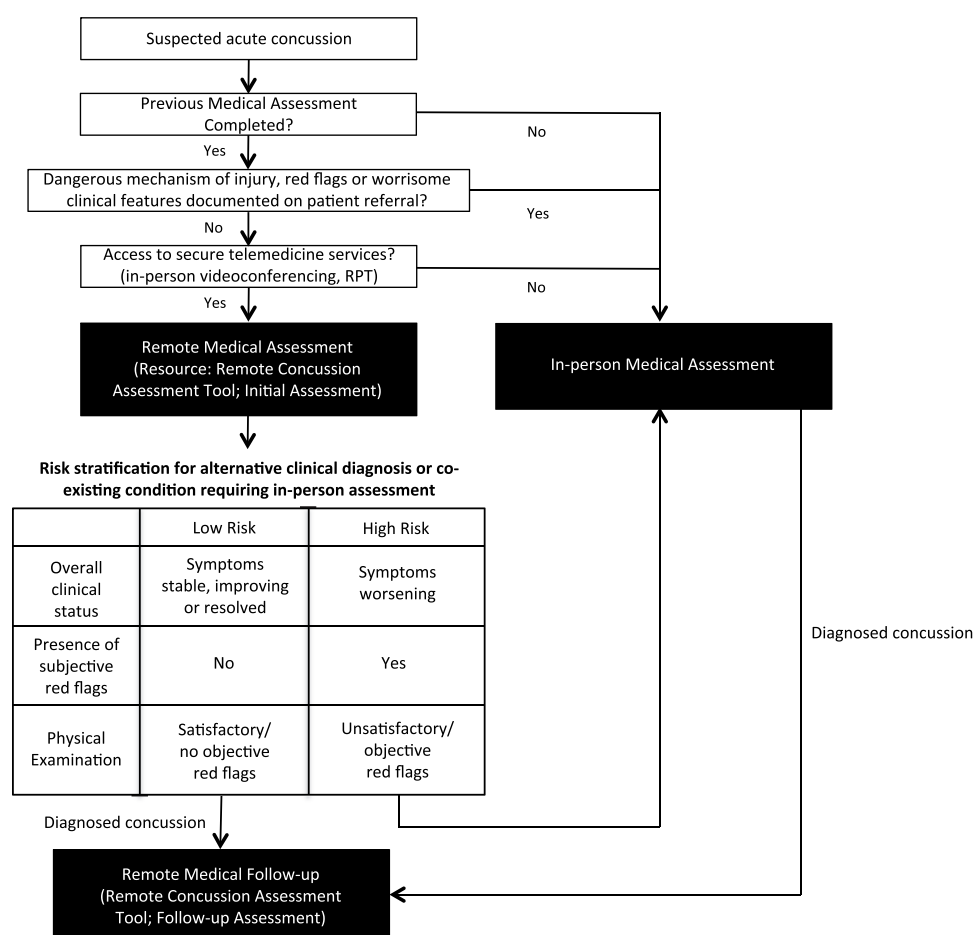 Suspected acute concussion
Previous Medical Assessment
Completed?
No
Yes
Dangerous mechanism of injury, red flags or worrisome
clinical features documented on patient referral?
Yes
No
Access to secure telemedicine services?
(in-person videoconferencing, RPT)
No
Yes
Remote Medical Assessment
(Resource: Remote Concussion
Assessment Tool; Initial Assessment)
In-person Medical Assessment
Risk stratification for alternative clinical diagnosis or co-
existing condition requiring in-person assessment
Low Risk
High Risk
Overall
clinical
status
Symptoms
stable, improving
or resolved
Symptoms
worsening
Presence of
subjective
red flags
No
Yes
Physical
Examination
Satisfactory/
no objective
red flags
Unsatisfactory/
objective
red flags
Diagnosed concussion
Diagnosed concussion
Remote Medical Follow-up
(Remote Concussion Assessment
Tool; Follow-up Assessment)